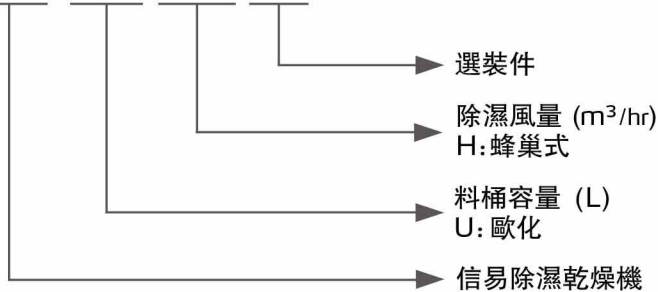 選裝件
除濕風量 (m³/hr)
H:蜂巢式
料桶容量 (L)
U:歐化
信易除濕乾燥機